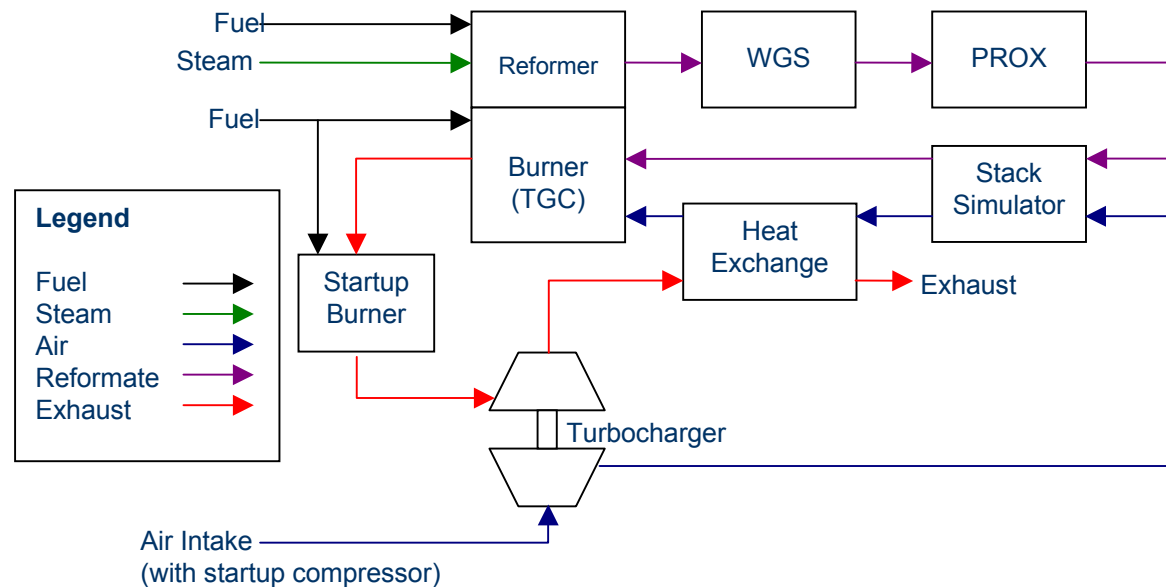 Fuel
Steam
Reformer
WGS
PROX
Fuel
Burner
(TGC)
Stack
Simulator
Heat
Exchange
Exhaust
Legend
Fuel
Steam
Air
Reformate
Exhaust
Startup
Burner
Turbocharger
Air Intake
(with startup compressor)